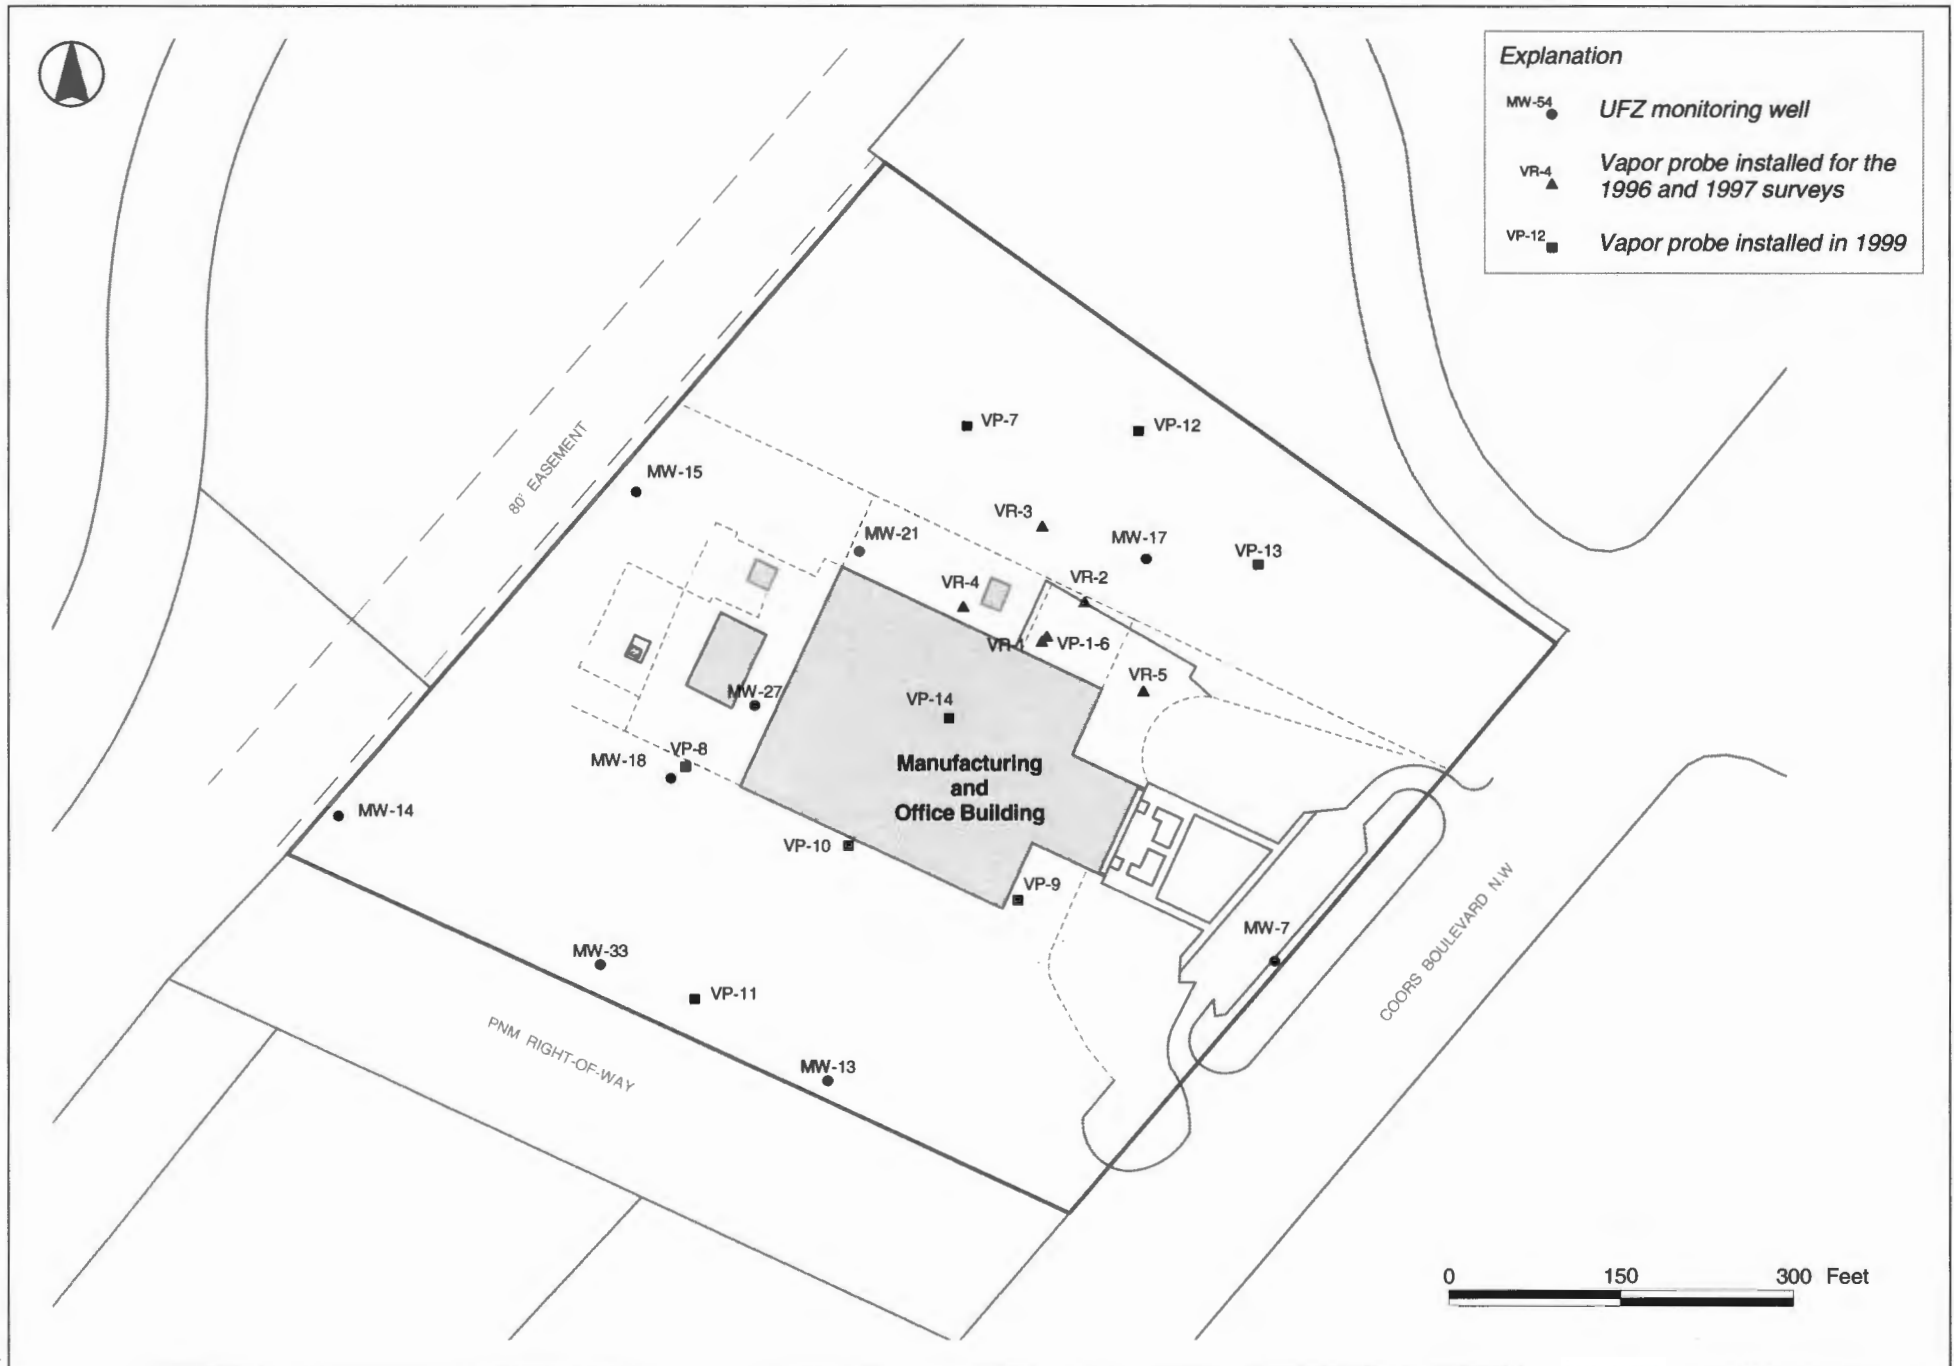 Explanation
MW-54
UFZ monitoring well
VR-4
Vapor probe installed for the
1996 and 1997 surveys
VP-12
Vapor probe installed in 1999
80' EASEMENT
VP-7
VP-12
MW-15
VR-3
MW-21
MW-17
VP-13
VR-4
VR-2
VR-1
VP-1-6
VR-5
MW-27
VP-14
VP-8
MW-18
Manufacturing
and
Office Building
MW-14
VP-10
VP-9
MW-7
COORS BOULEVARD N.W
MW-33
VP-11
PNM RIGHT-OF-WAY
MW-13
0 150 300 Feet